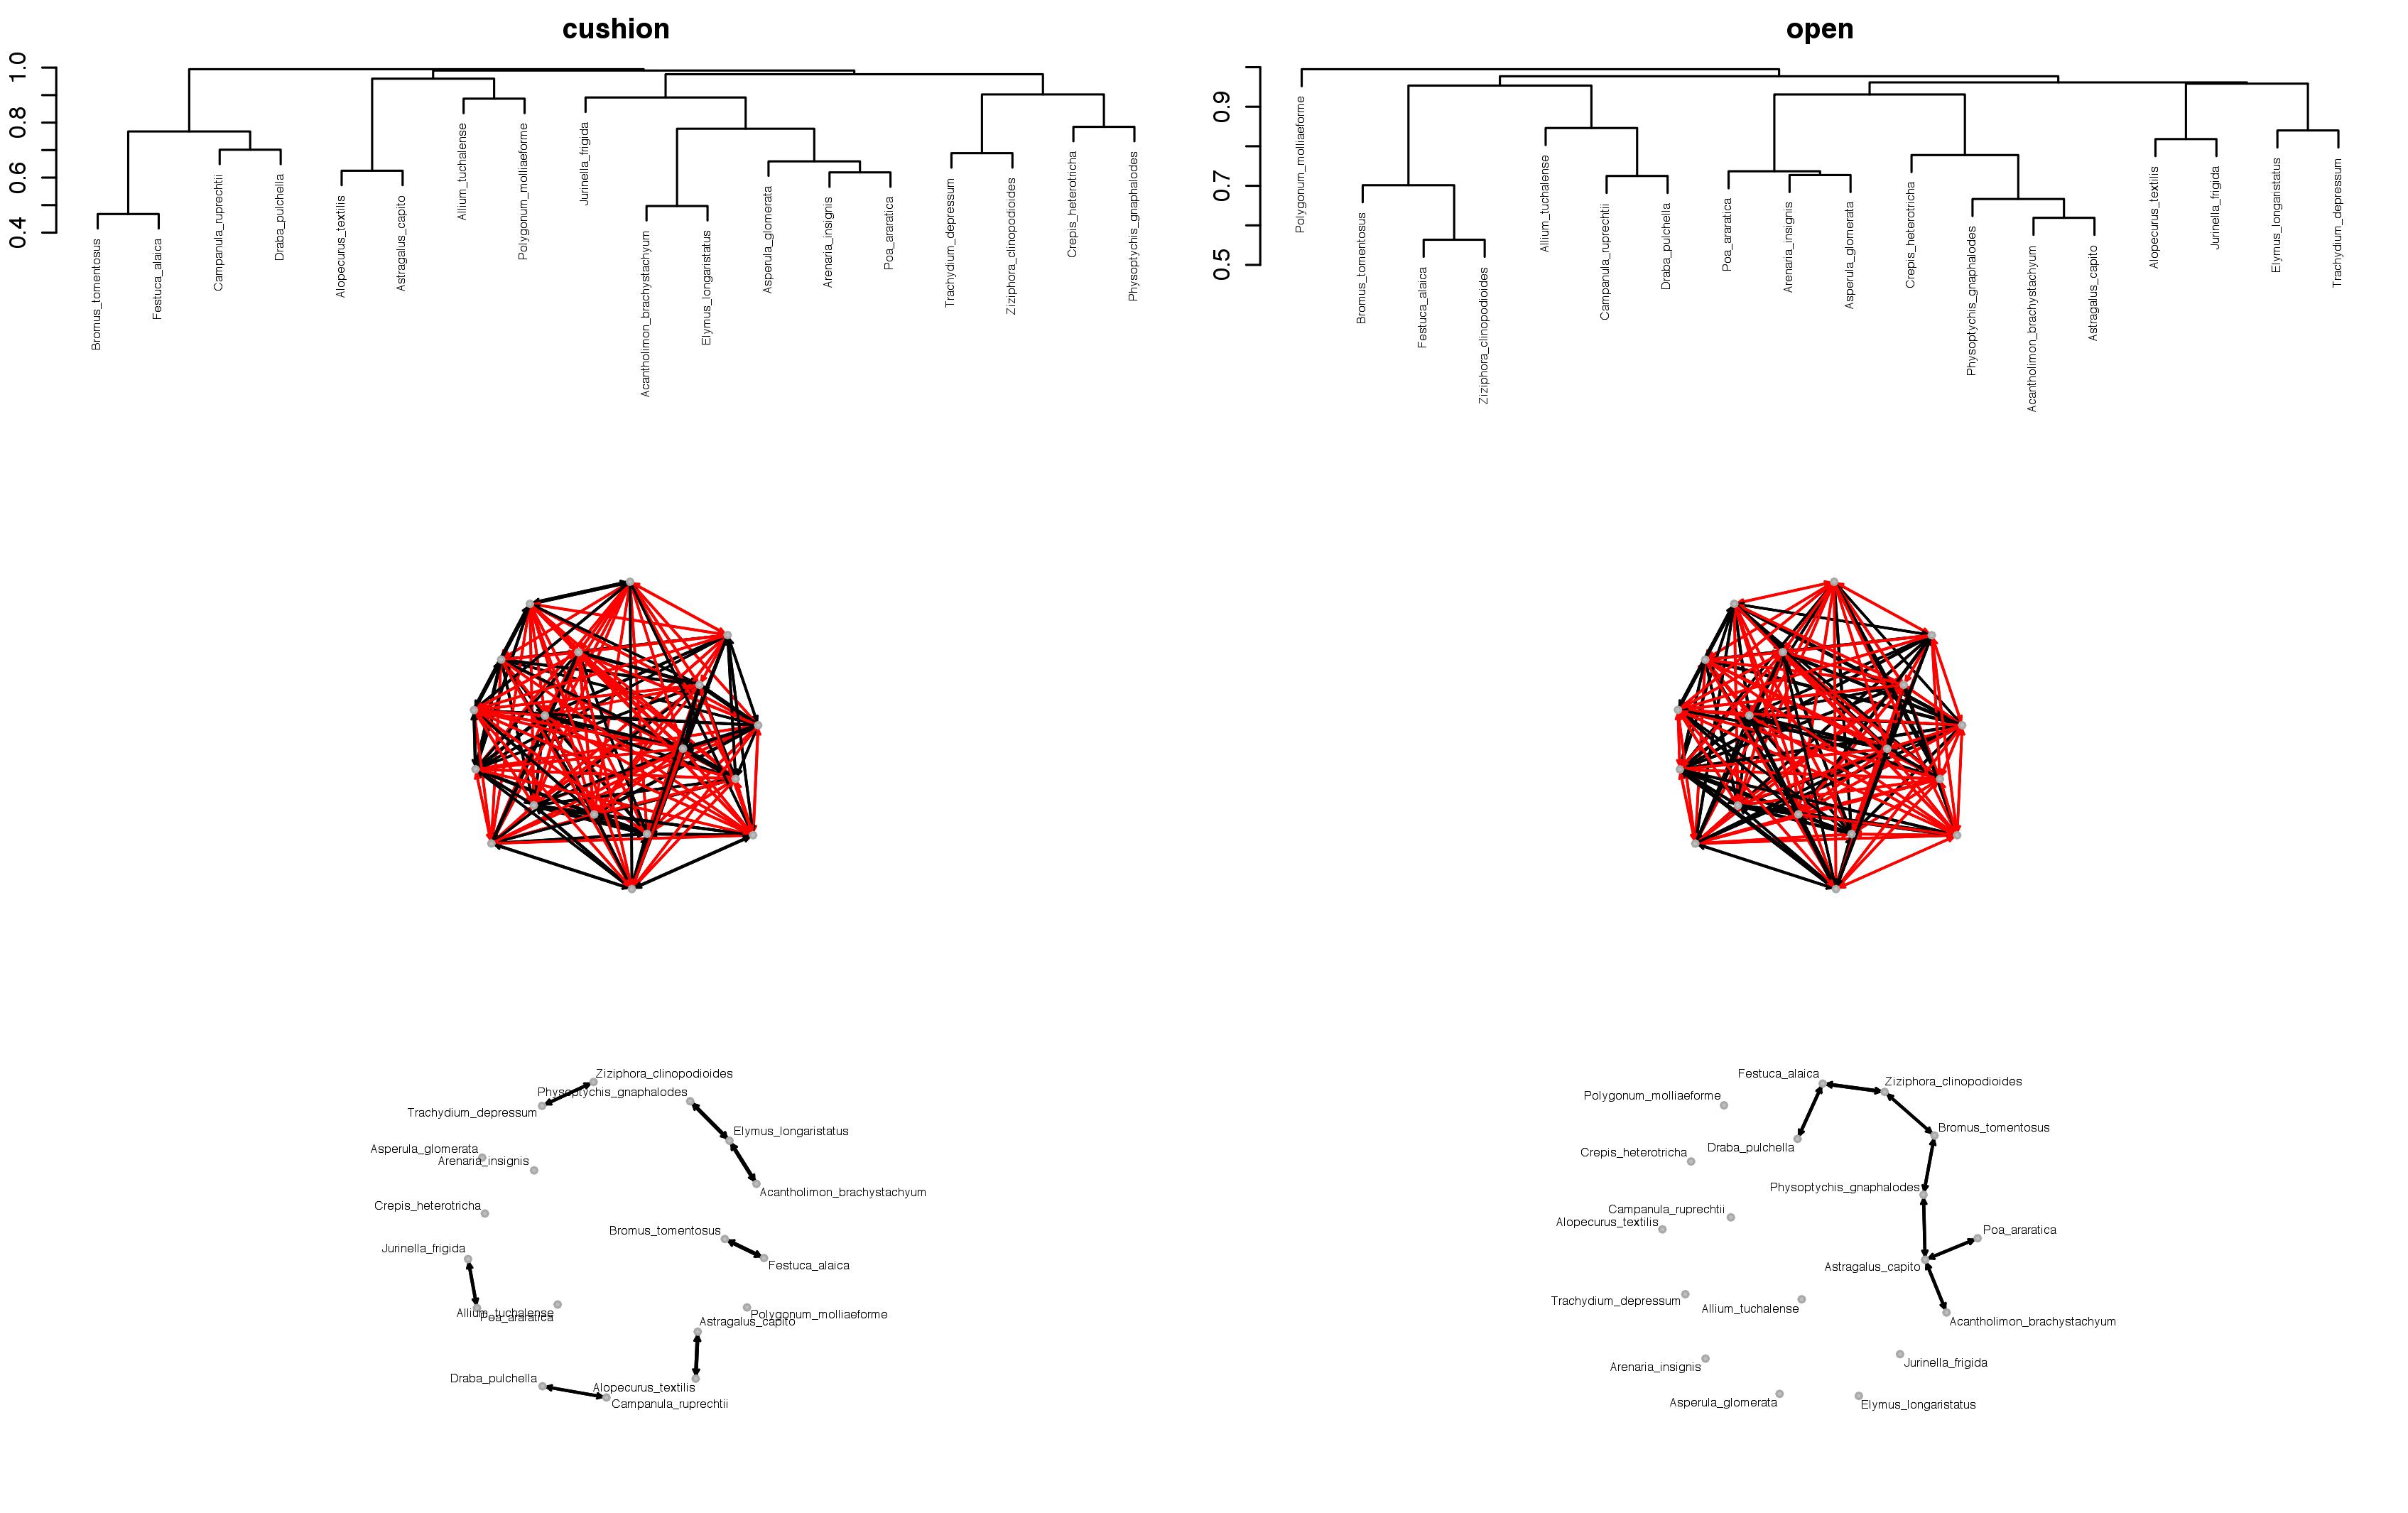 cushion
open
1.0
0.8
0.6
0.4
Bromus_tomentosus
Festuca_alaica
Campanula_ruprechtii
Draba_pulchella
Alopecurus_textilis
Astragalus_capito
Allium_tuchalense
Polygonum_molliaeforme
Jurinella_frigida
Acantholimon_brachystachyum
Elymus_longaristatus
Asperula_glomerata
Arenaria_insignis
Poa_araratica
Trachydium_depressum
Ziziphora_clinopodioides
Crepis_heterotricha
Physoptychis_gnaphalodes
0.9
0.7
0.5
Polygonum_molliaeforme
Bromus_tomentosus
Festuca_alaica
Ziziphora_clinopodioides
Allium_tuchalense
Campanula_ruprechtii
Draba_pulchella
Poa_araratica
Arenaria_insignis
Asperula_glomerata
Crepis_heterotricha
Physoptychis_gnaphalodes
Acantholimon_brachystachyum
Astragalus_capito
Alopecurus_textilis
Jurinella_frigida
Elymus_longaristatus
Trachydium_depressum
Ziziphora_clinopodioides
Physoptychis_gnaphalodes
Trachydium_depressum
Elymus_longaristatus
Asperula_glomerata
Arenaria_insignis
Acantholimon_brachystachyum
Crepis_heterotricha
Bromus_tomentosus
Jurinella_frigida
Festuca_alaica
Allium_tuchalense
Poa_araratica
Polygonum_molliaeforme
Astragalus_capito
Draba_pulchella
Alopecurus_textilis
Campanula_ruprechtii
Festuca_alaica
Ziziphora_clinopodioides
Polygonum_molliaeforme
Bromus_tomentosus
Draba_pulchella
Crepis_heterotricha
Physoptychis_gnaphalodes
Campanula_ruprechtii
Alopecurus_textilis
Poa_araratica
Astragalus_capito
Trachydium_depressum
Allium_tuchalense
Acantholimon_brachystachyum
Arenaria_insignis
Jurinella_frigida
Asperula_glomerata
Elymus_longaristatus